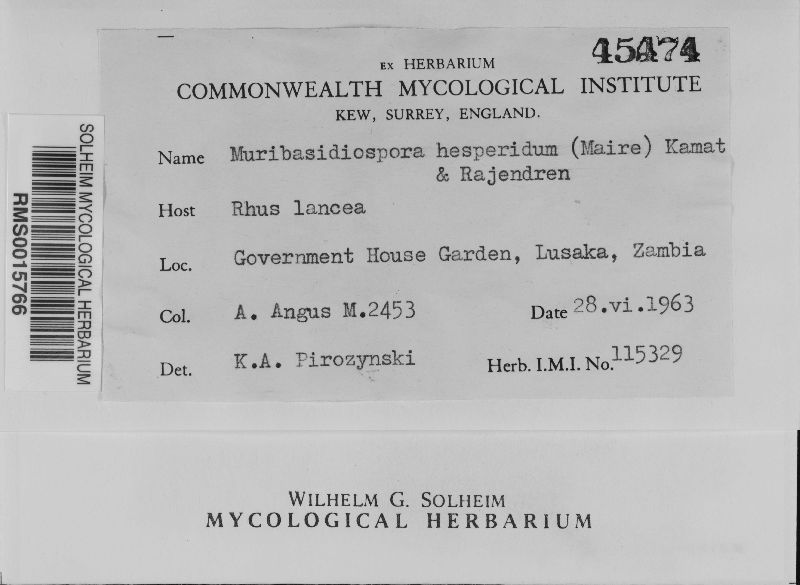 45474
EX HERBARIUM
COMMONWEALTH MYCOLOGICAL INSTITUTE
KEW, SURREY, ENGLAND.
Name Muribasidiospora hesperidum (Maire) Kamat
& Rajendren
Host Rhus lancea
Loc. Government House Garden, Lusaka, Zambia
Col. A. Angus M.2453 Date 28.vi.1963
Det. K.A. Pirozynski Herb. I.M.I. No. 115329
SOLHEIM MYCOLOGICAL HERBARIUM
RMS0015766
WILHELM G. SOLHEIM
MYCOLOGICAL HERBARIUM